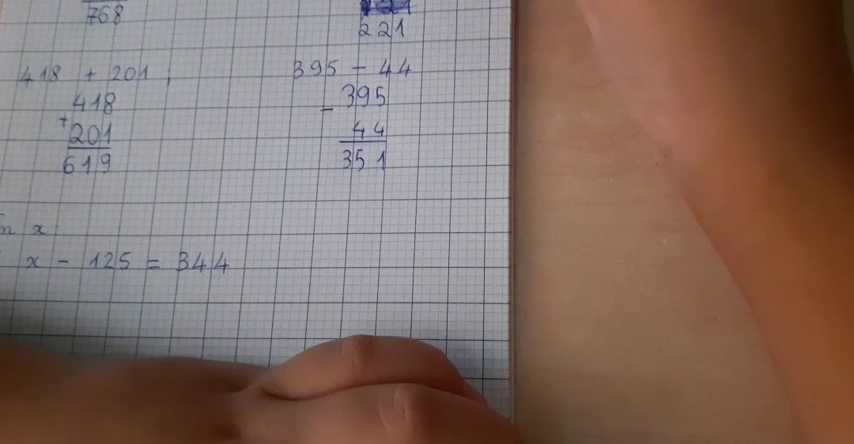 768
221
418 + 201 ;
418
+
201
619
395 - 44
- 395
44
351
x
x - 125 = 344